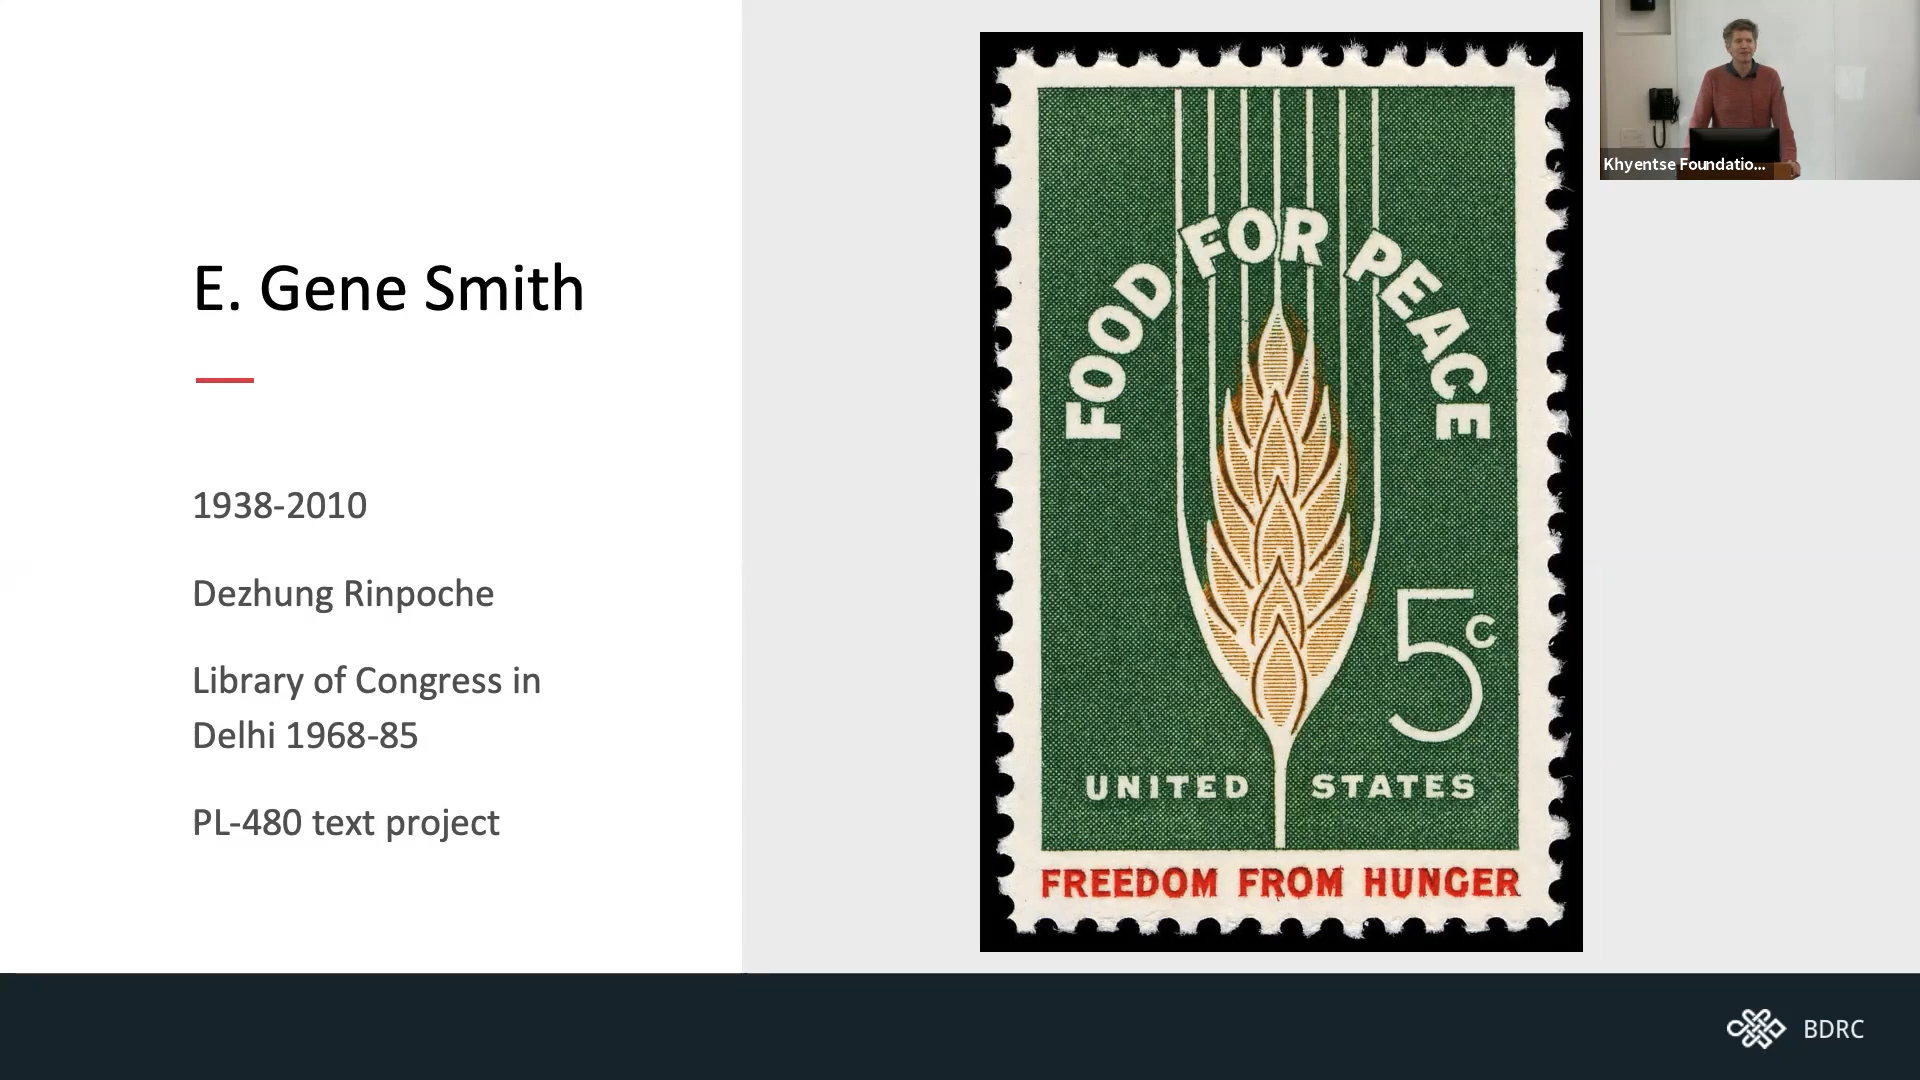 E. Gene Smith
1938-2010
Dezhung Rinpoche
Library of Congress in
Delhi 1968-85
PL-480 text project
FOOD FOR PEACE
5c
UNITED STATES
FREEDOM FROM HUNGER
Khyentse Foundatio...
BDRC